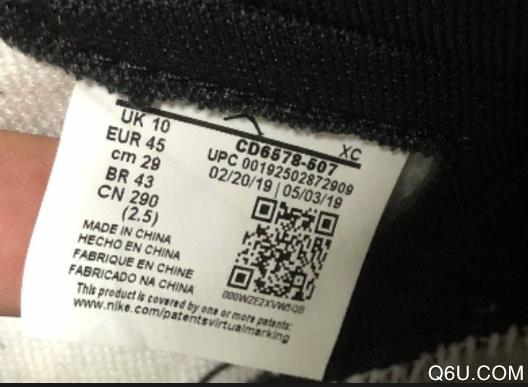 UK 10
EUR 45
cm 29
BR 43
CN 290
(2.5)
XC
CD6578-507
UPC 00192502872909
02/20/19 | 05/03/19
MADE IN CHINA
HECHO EN CHINA
FABRIQUE EN CHINE
FABRICADO NA CHINA
000WZE2XVW5QB
This product is covered by one or more patents:
www.nike.com/patentsvirtualmarking
Q6U.COM